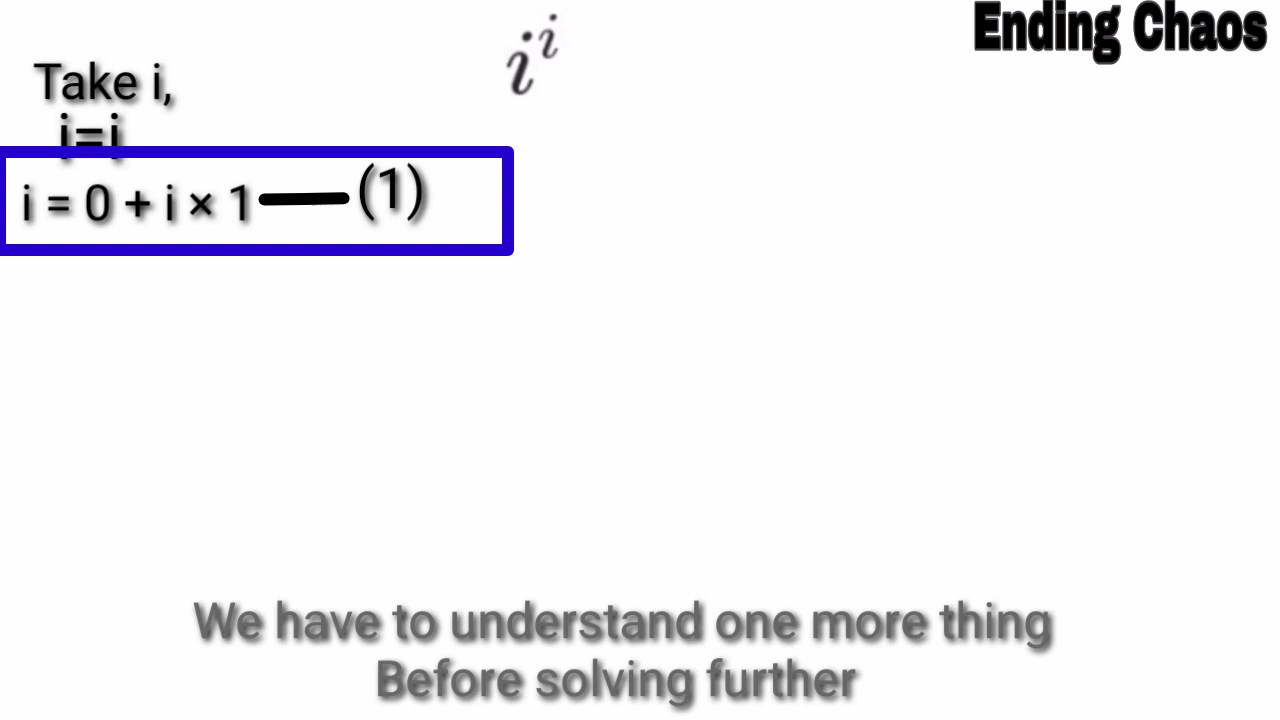 Ending Chaos
i^i
Take i,
i=i
i = 0 + i × 1 — (1)
We have to understand one more thing
Before solving further